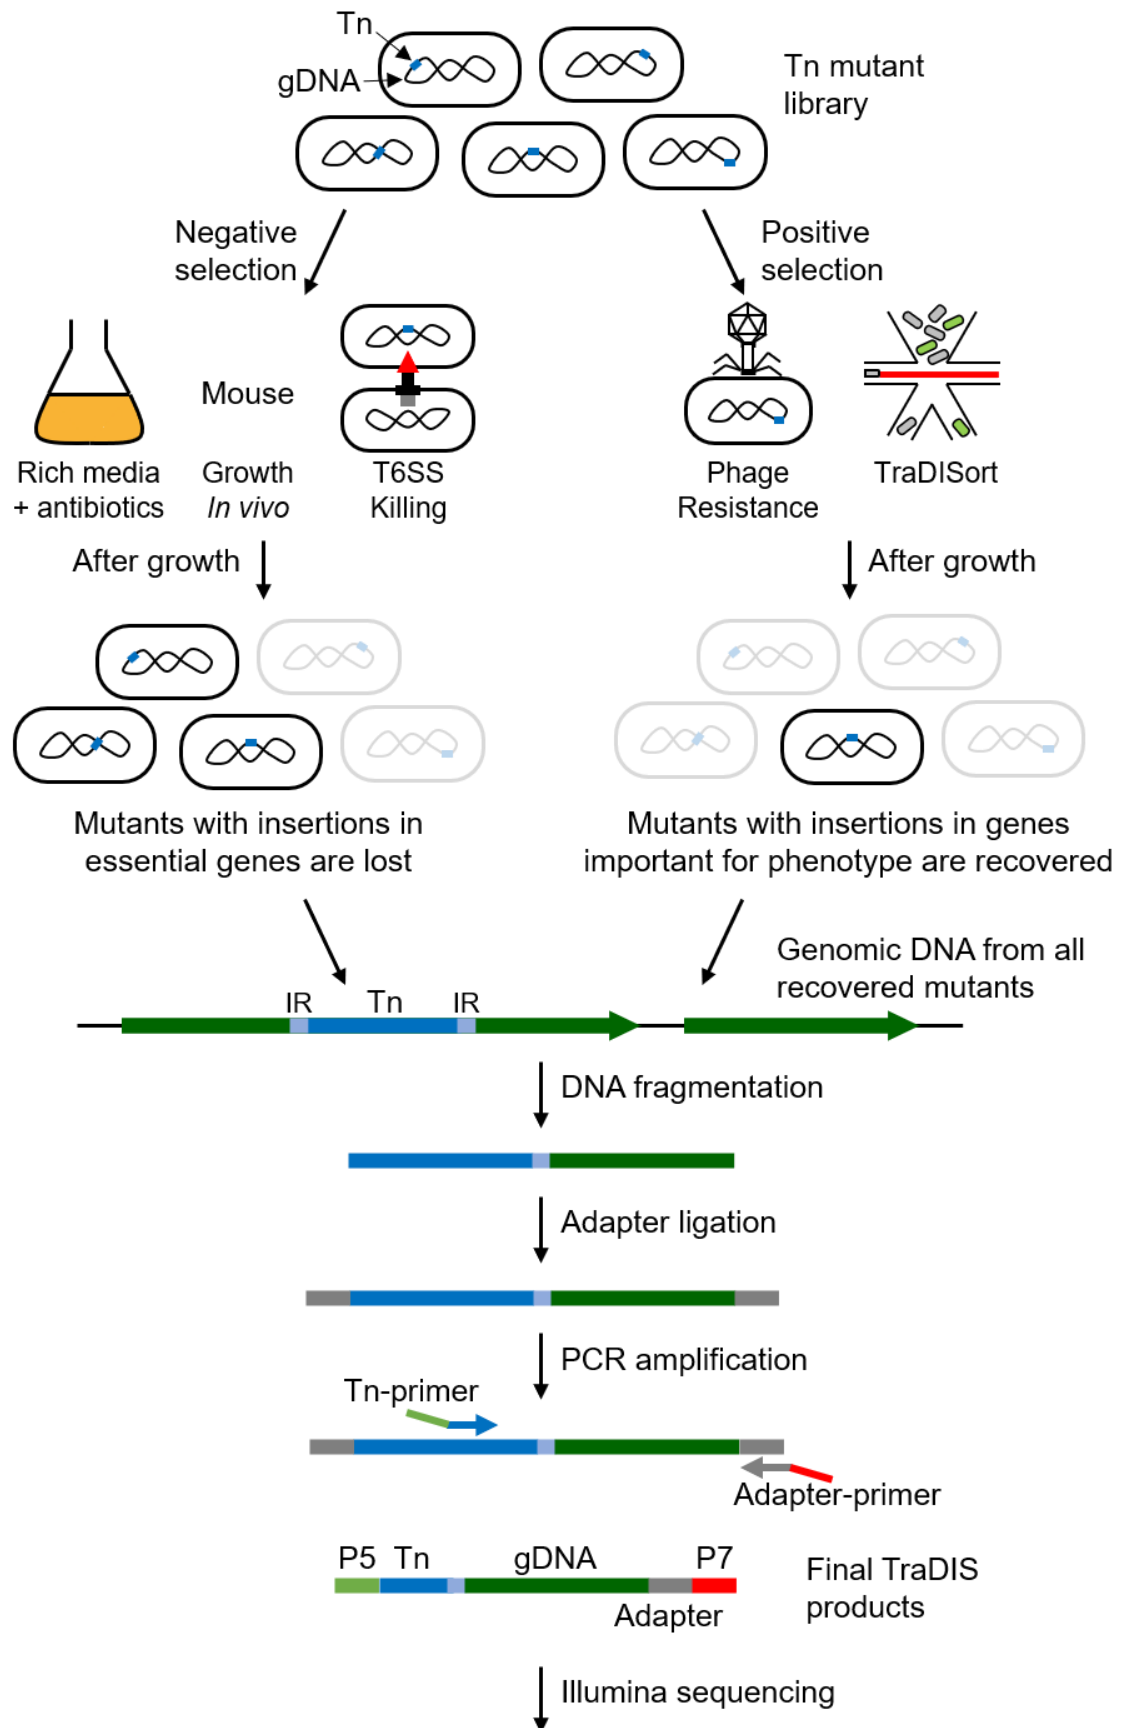 Tn
gDNA
Tn mutant
library
Negative
selection
Positive
selection
Mouse
Rich media
+ antibiotics
Growth
In vivo
T6SS
Killing
Phage
Resistance
TraDISort
After growth
After growth
Mutants with insertions in
essential genes are lost
Mutants with insertions in genes
important for phenotype are recovered
Genomic DNA from all
recovered mutants
IR
Tn
IR
DNA fragmentation
Adapter ligation
PCR amplification
Tn-primer
Adapter-primer
P5
Tn
gDNA
P7
Adapter
Final TraDIS
products
Illumina sequencing